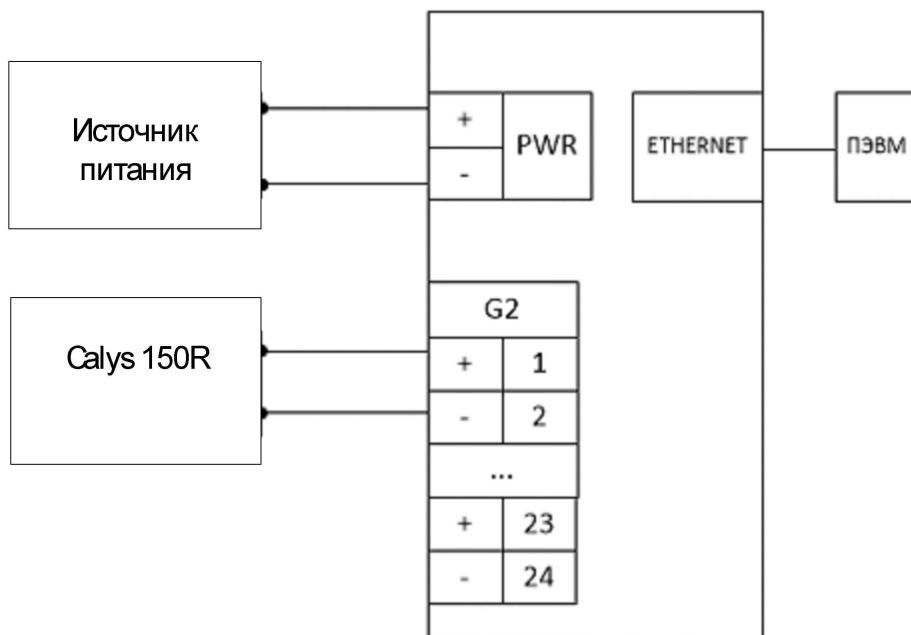 Источник
питания
+
PWR
-
ETHERNET
ПЭВМ
Calys 150R
G2
+ 1
- 2
...
+ 23
- 24